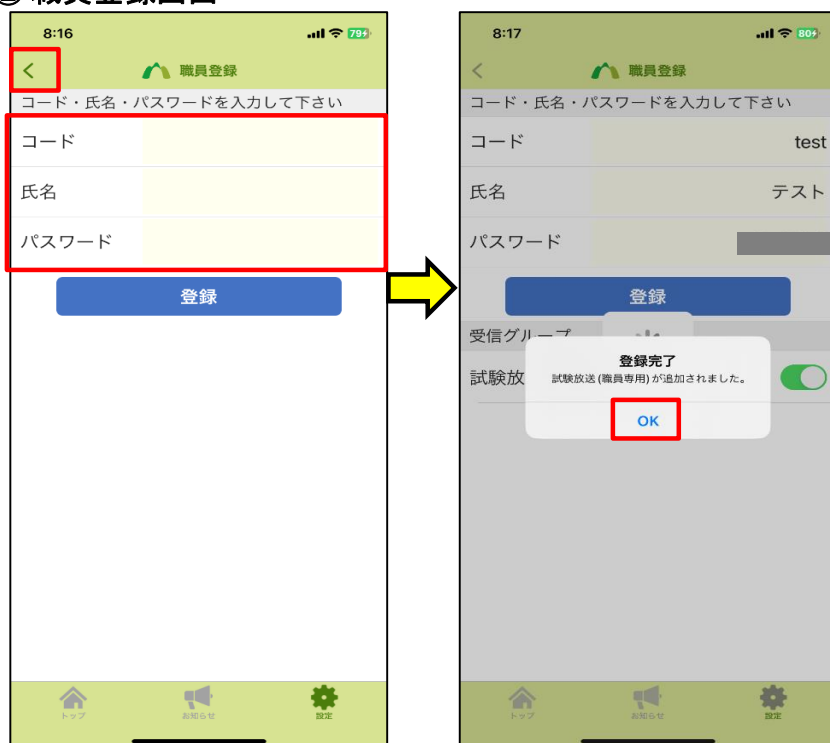 職員登録画面
8:16
79
職員登録
コード・氏名・パスワードを入力して下さい
コード
氏名
パスワード
登録
トップ
お知らせ
設定
8:17
80
職員登録
コード・氏名・パスワードを入力して下さい
コード
test
氏名
テスト
パスワード
登録
受信グループ
試験放
登録完了
試験放送(職員専用)が追加されました。
OK
トップ
お知らせ
設定